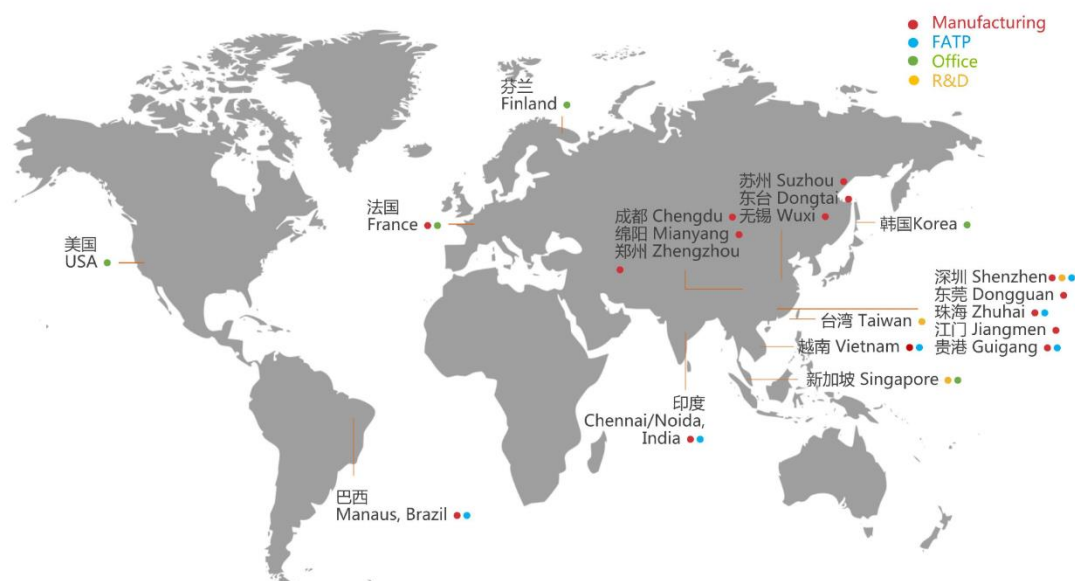 Manufacturing
FATP
Office
R&D
芬兰
Finland
苏州 Suzhou
东台 Dongtai
无锡 Wuxi
成都 Chengdu
绵阳 Mianyang
郑州 Zhengzhou
法国
France
韩国Korea
美国
USA
深圳 Shenzhen
东莞 Dongguan
珠海 Zhuhai
江门 Jiangmen
贵港 Guigang
台湾 Taiwan
越南 Vietnam
新加坡 Singapore
印度
Chennai/Noida,
India
巴西
Manaus, Brazil